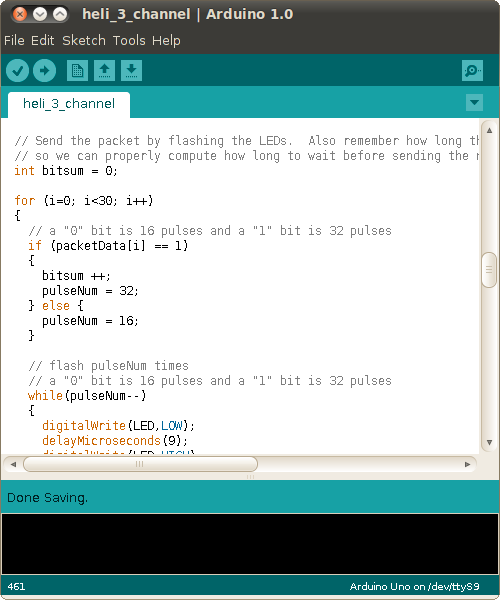 heli_3_channel | Arduino 1.0
File Edit Sketch Tools Help
heli_3_channel
// Send the packet by flashing the LEDs.  Also remember how long
// so we can properly compute how long to wait before sending the
int bitsum = 0;
for (i=0; i<30; i++)
{
// a "0" bit is 16 pulses and a "1" bit is 32 pulses
if (packetData[i] == 1)
{
bitsum ++;
pulseNum = 32;
} else {
pulseNum = 16;
}
// flash pulseNum times
// a "0" bit is 16 pulses and a "1" bit is 32 pulses
while(pulseNum--)
{
digitalWrite(LED,LOW);
delayMicroseconds(9);
digitalWrite(LED,HIGH)
Done Saving.
461
Arduino Uno on /dev/ttyS9